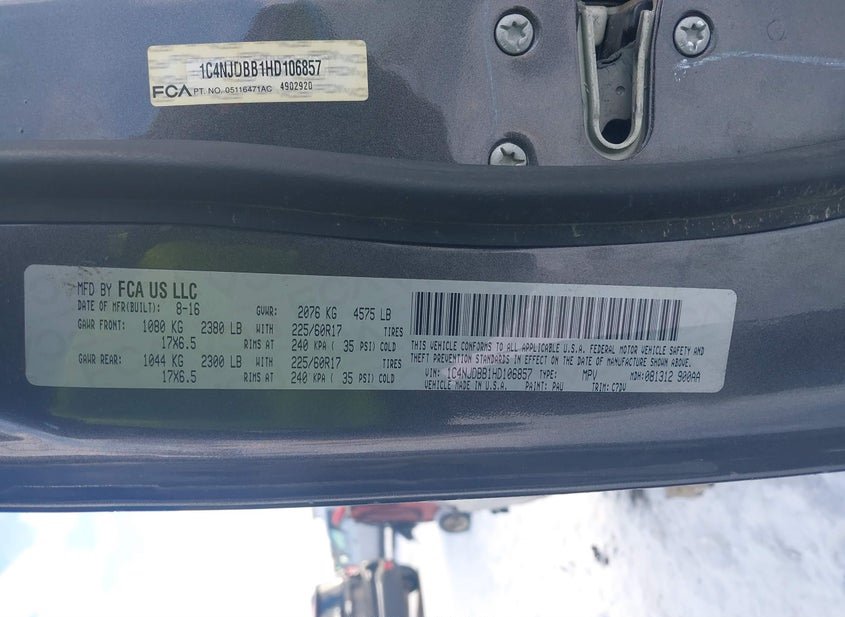 1C4NJDBB1HD106857
FCA PT. NO. 05116471AC 4902920
MFD BY FCA US LLC
DATE OF MFR(BUILT): 8-16 GVWR: 2076 KG 4575 LB
GAWR FRONT: 1080 KG 2380 LB WITH 225/60R17 TIRES
17X6.5 RIMS AT 240 KPA ( 35 PSI) COLD
GAWR REAR: 1044 KG 2300 LB WITH 225/60R17 TIRES
17X6.5 RIMS AT 240 KPA ( 35 PSI) COLD
THIS VEHICLE CONFORMS TO ALL APPLICABLE U.S.A. FEDERAL MOTOR VEHICLE SAFETY AND
THEFT PREVENTION STANDARDS IN EFFECT ON THE DATE OF MANUFACTURE SHOWN ABOVE.
VIN: 1C4NJDBB1HD106857 TYPE: MPV MDH: 081312 900AA
VEHICLE MADE IN U.S.A. PAINT: PAU TRIM: C7DV